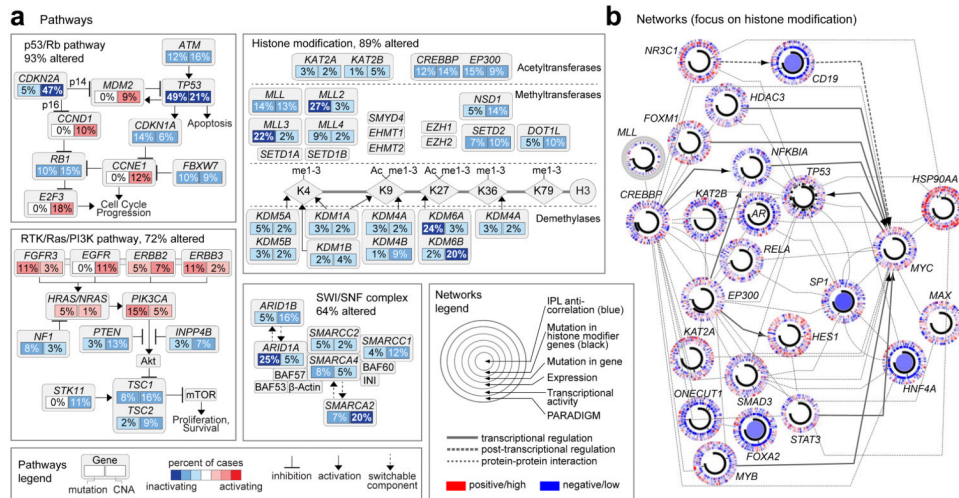 a Pathways
p53/Rb pathway
93% altered
ATM
12% 16%
CDKN2A
5% 47%
p14
MDM2
0% 9%
TP53
49% 21%
p16
CCND1
0% 10%
CDKN1A
14% 6%
Apoptosis
RB1
10% 15%
CCNE1
0% 12%
FBXW7
10% 9%
E2F3
0% 18%
Cell Cycle
Progression
RTK/Ras/PI3K pathway, 72% altered
FGFR3 EGFR ERBB2 ERBB3
11% 3% 0% 11% 5% 7% 11% 2%
HRAS/NRAS
5% 1%
PIK3CA
15% 5%
NF1
8% 3%
PTEN
3% 13%
INPP4B
3% 7%
Akt
STK11
0% 11%
TSC1
8% 16%
TSC2
2% 9%
mTOR
Proliferation,
Survival
Histone modification, 89% altered
KAT2A KAT2B CREBBP EP300
3% 2% 1% 5% 12% 14% 15% 9%
Acetyltransferases
Methyltransferases
MLL MLL2
14% 13% 27% 3%
NSD1
5% 14%
MLL3 MLL4
22% 2% 9% 2%
SMYD4
EHMT1
EHMT2
EZH1
EZH2
SETD2 DOT1L
7% 10% 5% 10%
SETD1A SETD1B
me1-3 Ac me1-3 Ac me1-3 me1-3 me1-3
K4 K9 K27 K36 K79 H3
Demethylases
KDM5A KDM1A KDM4A KDM6A KDM4A
5% 2% 3% 2% 3% 2% 24% 3% 3% 2%
KDM5B KDM1B KDM4B KDM6B
3% 2% 2% 4% 1% 9% 2% 20%
SWI/SNF complex
64% altered
ARID1B
5% 16%
ARID1A
25% 5%
SMARCC2
5% 2%
SMARCA4
8% 5%
SMARCC1
4% 12%
BAF57
BAF60
BAF53 β-Actin
INI
SMARCA2
7% 20%
Networks
legend
IPL anti-
correlation (blue)
Mutation in
histone modifier
genes (black)
Mutation in gene
Expression
Transcriptional
activity
PARADIGM
transcriptional regulation
post-transcriptional regulation
protein-protein interaction
positive/high negative/low
Pathways
legend
Gene
mutation CNA
percent of cases
inactivating activating
inhibition
activation
switchable
component
b Networks (focus on histone modification)
NR3C1
CD19
HDAC3
FOXM1
MLL
NFKBIA
TP53
HSP90AA
CREBBP
KAT2B
AR
RELA
MYC
SP1
EP300
MAX
KAT2A
HES1
HNF4A
ONECUT1
SMAD3
STAT3
FOXA2
MYB